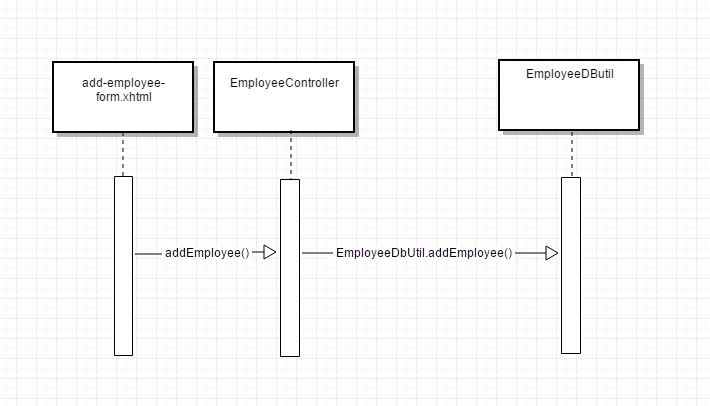 add-employee-
form.xhtml
EmployeeController
EmployeeDButil
addEmployee()
EmployeeDbUtil.addEmployee()